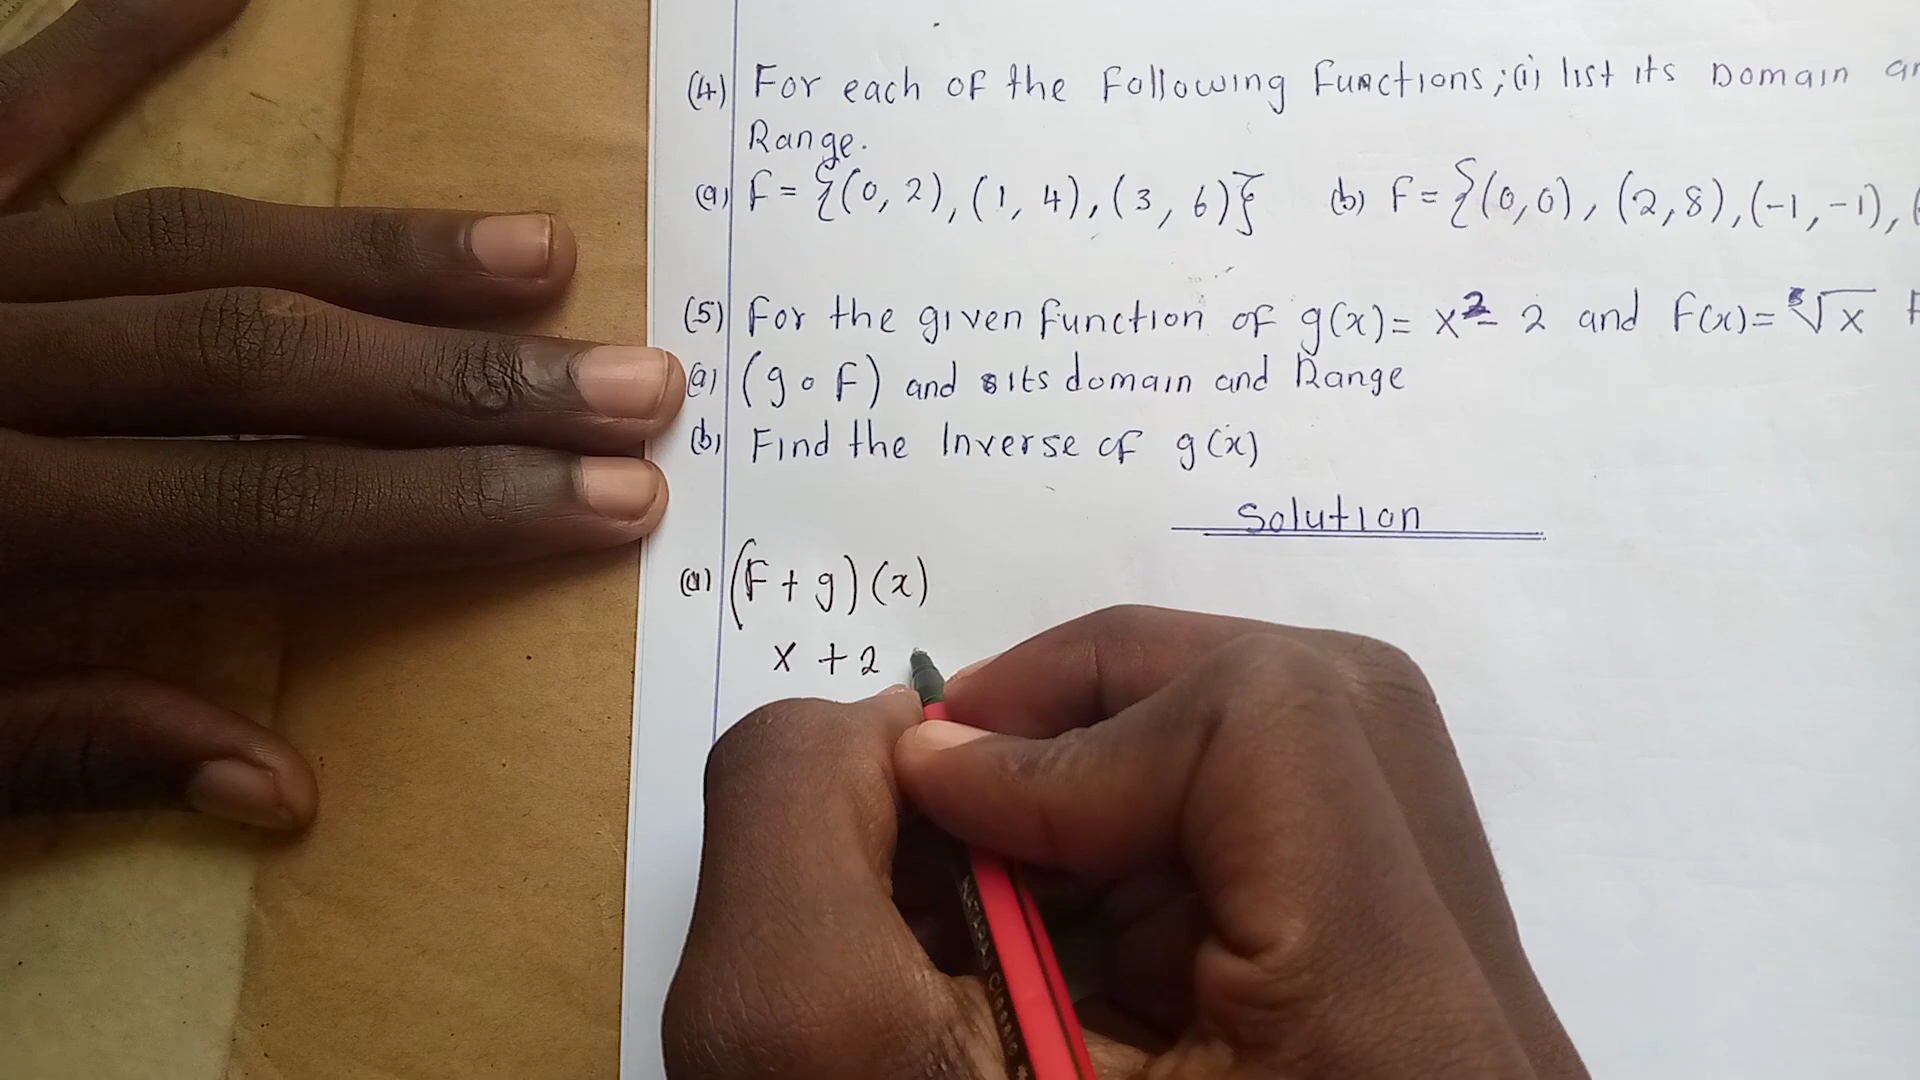 (4) For each of the Following Functions; (i) list its Domain
Range.
(a) F = {(0, 2), (1, 4), (3, 6)} (b) F = {(0,0), (2,8), (-1,-1),
(5) For the given function of g(x) = x² - 2 and F(x) = ∛x
(a) (g ∘ F) and its domain and Range
(b) Find the Inverse of g(x)
Solution
(a) (F + g)(x)
x + 2